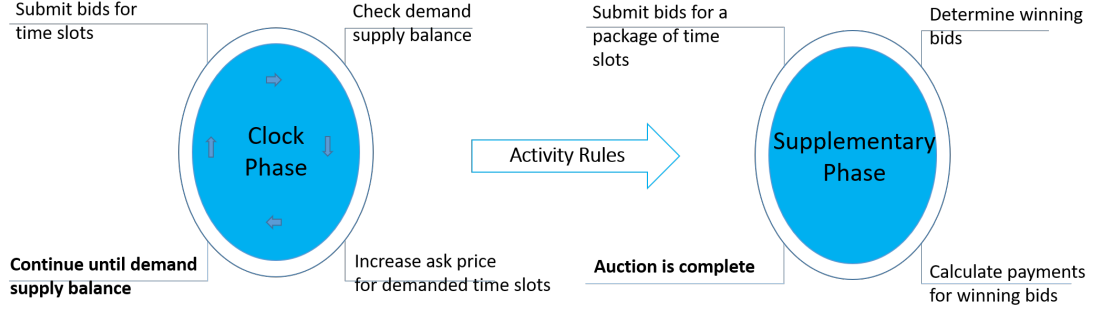 Submit bids for
time slots
Check demand
supply balance
Clock
Phase
Continue until demand
supply balance
Increase ask price
for demanded time slots
Activity Rules
Submit bids for a
package of time
slots
Determine winning
bids
Supplementary
Phase
Auction is complete
Calculate payments
for winning bids